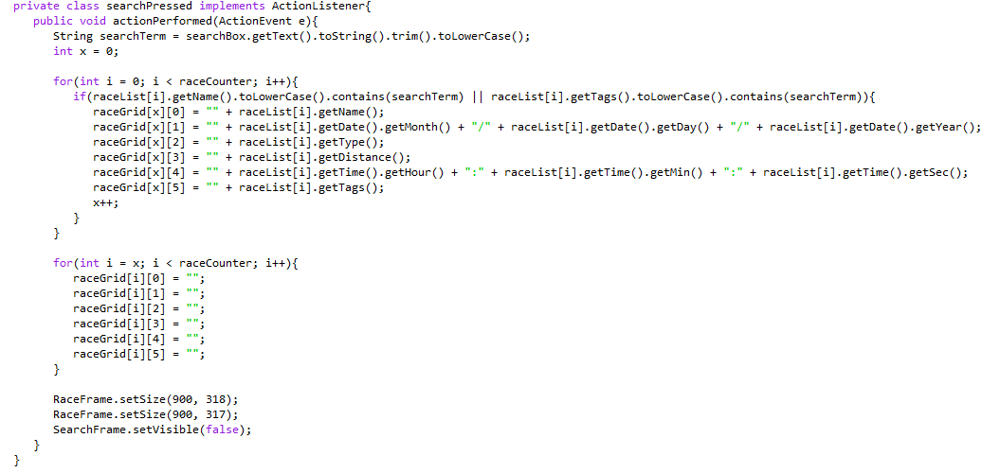 private class searchPressed implements ActionListener{
public void actionPerformed(ActionEvent e){
String searchTerm = searchBox.getText().toString().trim().toLowerCase();
int x = 0;
for(int i = 0; i < raceCounter; i++){
if(raceList[i].getName().toLowerCase().contains(searchTerm) || raceList[i].getTags().toLowerCase().contains(searchTerm)){
raceGrid[x][0] = "" + raceList[i].getName();
raceGrid[x][1] = "" + raceList[i].getDate().getMonth() + "/" + raceList[i].getDate().getDay() + "/" + raceList[i].getDate().getYear();
raceGrid[x][2] = "" + raceList[i].getType();
raceGrid[x][3] = "" + raceList[i].getDistance();
raceGrid[x][4] = "" + raceList[i].getTime().getHour() + ":" + raceList[i].getTime().getMin() + ":" + raceList[i].getTime().getSec();
raceGrid[x][5] = "" + raceList[i].getTags();
x++;
}
}
for(int i = x; i < raceCounter; i++){
raceGrid[i][0] = "";
raceGrid[i][1] = "";
raceGrid[i][2] = "";
raceGrid[i][3] = "";
raceGrid[i][4] = "";
raceGrid[i][5] = "";
}
RaceFrame.setSize(900, 318);
RaceFrame.setSize(900, 317);
SearchFrame.setVisible(false);
}
}